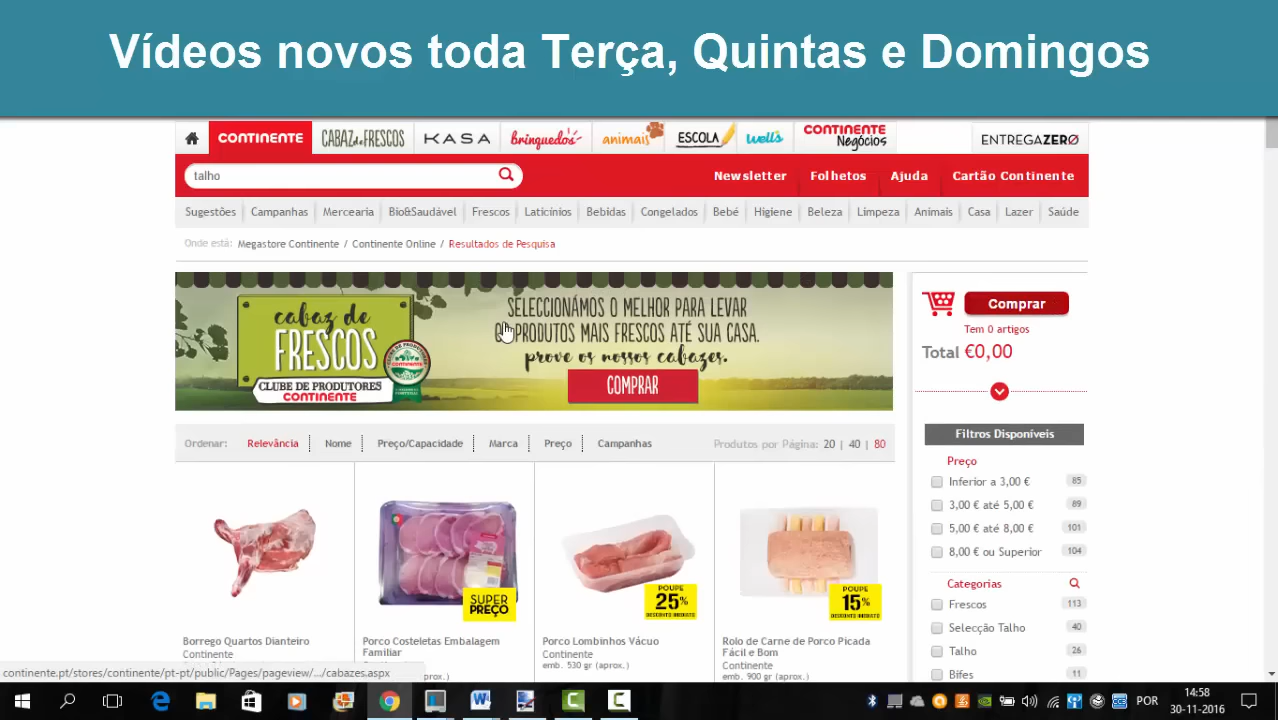 Vídeos novos toda Terça, Quintas e Domingos
CONTINENTE CABAZ de FRESCOS KASA brinquedos animais ESCOLA wells CONTINENTE Negócios ENTREGAZERO
talho Newsletter Folhetos Ajuda Cartão Continente
Sugestões Campanhas Mercearia Bio&Saudável Frescos Laticínios Bebidas Congelados Bebé Higiene Beleza Limpeza Animais Casa Lazer Saúde
Onde está: Megastore Continente / Continente Online / Resultados de Pesquisa
cabaz de
FRESCOS
CLUBE DE PRODUTORES
CONTINENTE
SELECCIONÁMOS O MELHOR PARA LEVAR
PRODUTOS MAIS FRESCOS ATÉ SUA CASA.
prove os nossos cabazes.
COMPRAR
Comprar
Tem 0 artigos
Total €0,00
Ordenar: Relevância Nome Preço/Capacidade Marca Preço Campanhas Produtos por Página: 20 | 40 | 80
Filtros Disponíveis
Preço
Inferior a 3,00 € 85
3,00 € até 5,00 € 89
5,00 € até 8,00 € 101
8,00 € ou Superior 104
Categorias
Frescos 113
Selecção Talho 40
Talho 26
Bifes
SUPER
PREÇO
POUPE
25%
DESCONTO IMEDIATO
POUPE
15%
DESCONTO IMEDIATO
Borrego Quartos Dianteiro
Continente
Porco Costeletas Embalagem
Familiar
Continente
Porco Lombinhos Vácuo
Continente
emb. 530 gr (aprox.)
Rolo de Carne de Porco Picada
Fácil e Bom
Continente
emb. 900 gr (aprox.)
continente.pt/stores/continente/pt-pt/public/Pages/pageview/.../cabazes.aspx
POR
14:58
30-11-2016